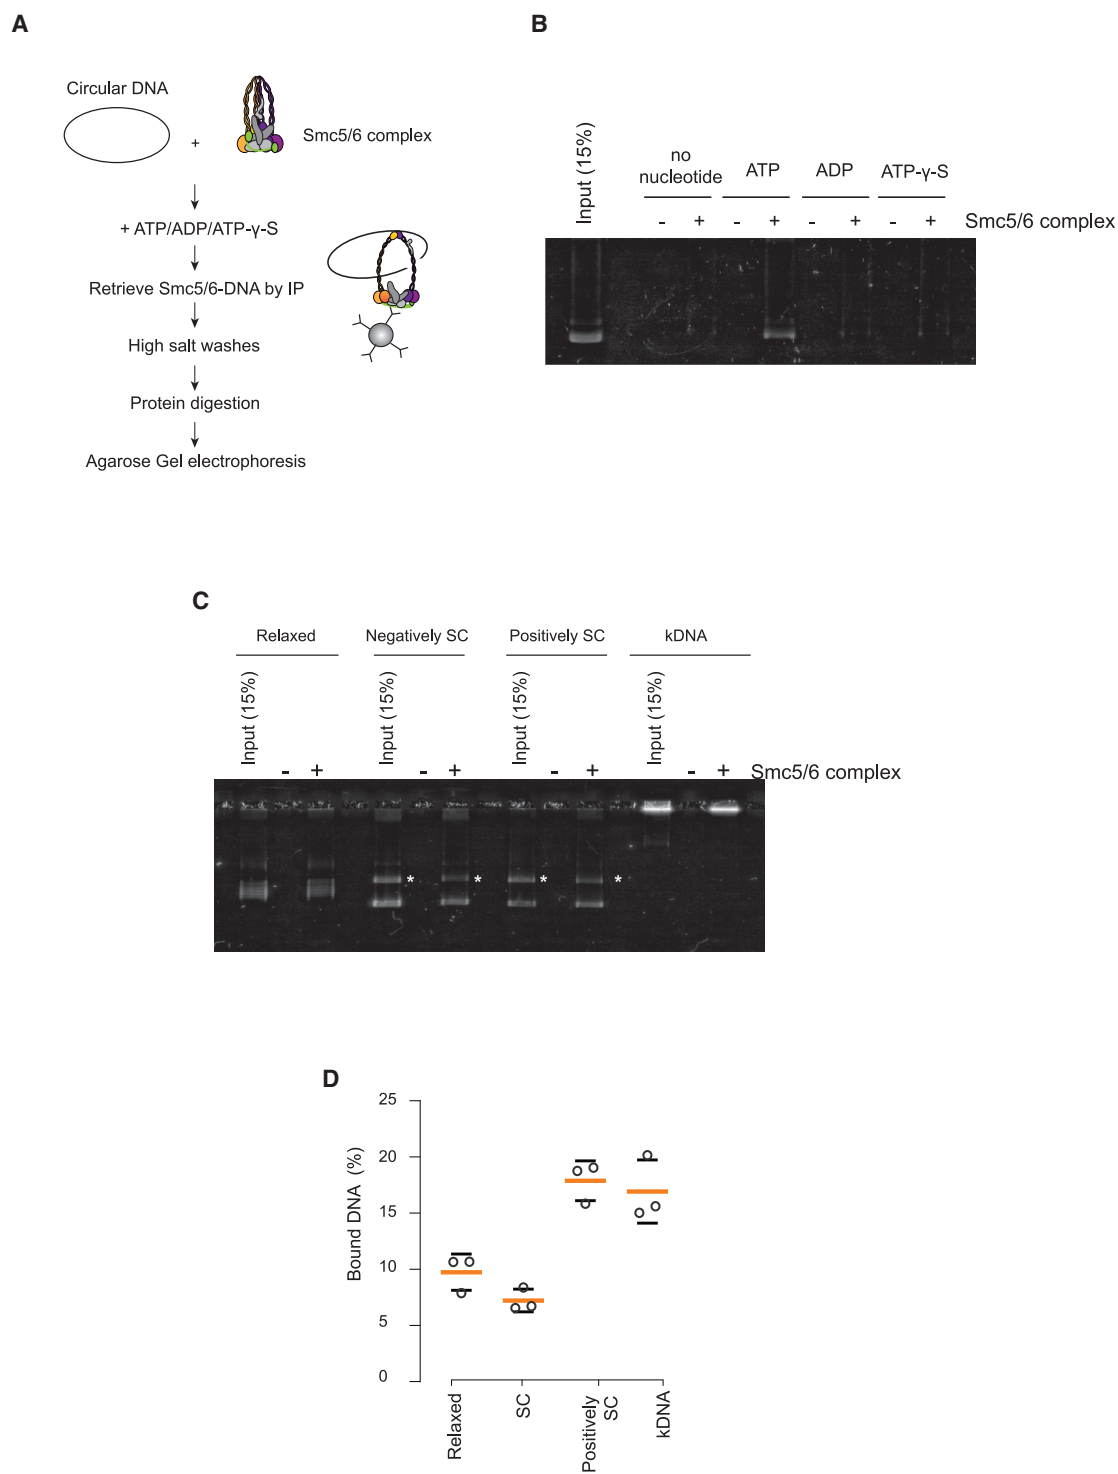 A
Circular DNA
+
Smc5/6 complex
+ ATP/ADP/ATP-γ-S
Retrieve Smc5/6-DNA by IP
High salt washes
Protein digestion
Agarose Gel electrophoresis
B
Input (15%)
no nucleotide
ATP
ADP
ATP-γ-S
- + - + - + - + Smc5/6 complex
C
Relaxed
Negatively SC
Positively SC
kDNA
Input (15%)
Input (15%)
Input (15%)
Input (15%)
- + - + - + - + Smc5/6 complex
* * * *
D
Bound DNA (%)
25
20
15
10
5
0
Relaxed
SC
Positively SC
kDNA